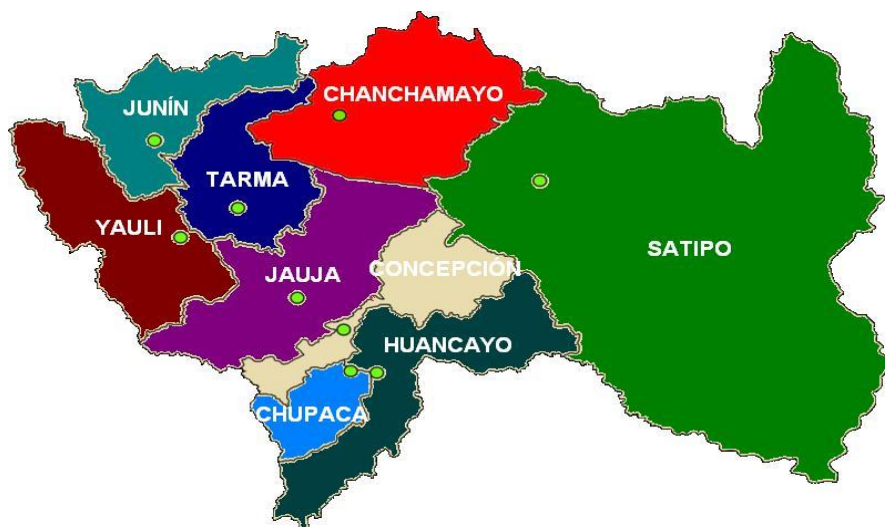 CHANCHAMAYO
JUNÍN
TARMA
YAULI
SATIPO
CONCEPCIÓN
JAUJA
HUANCAYO
CHUPACA